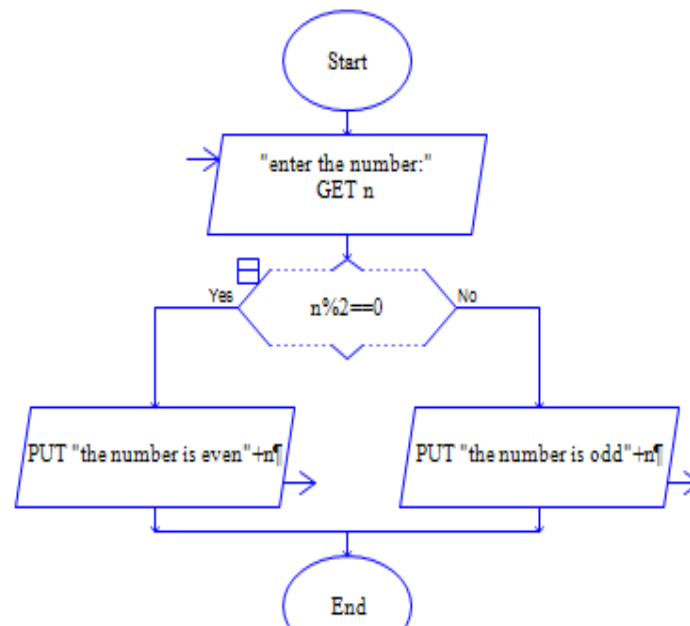 Start
"enter the number:"
GET n
Yes
n%2==0
No
PUT "the number is even"+n¶
PUT "the number is odd"+n¶
End